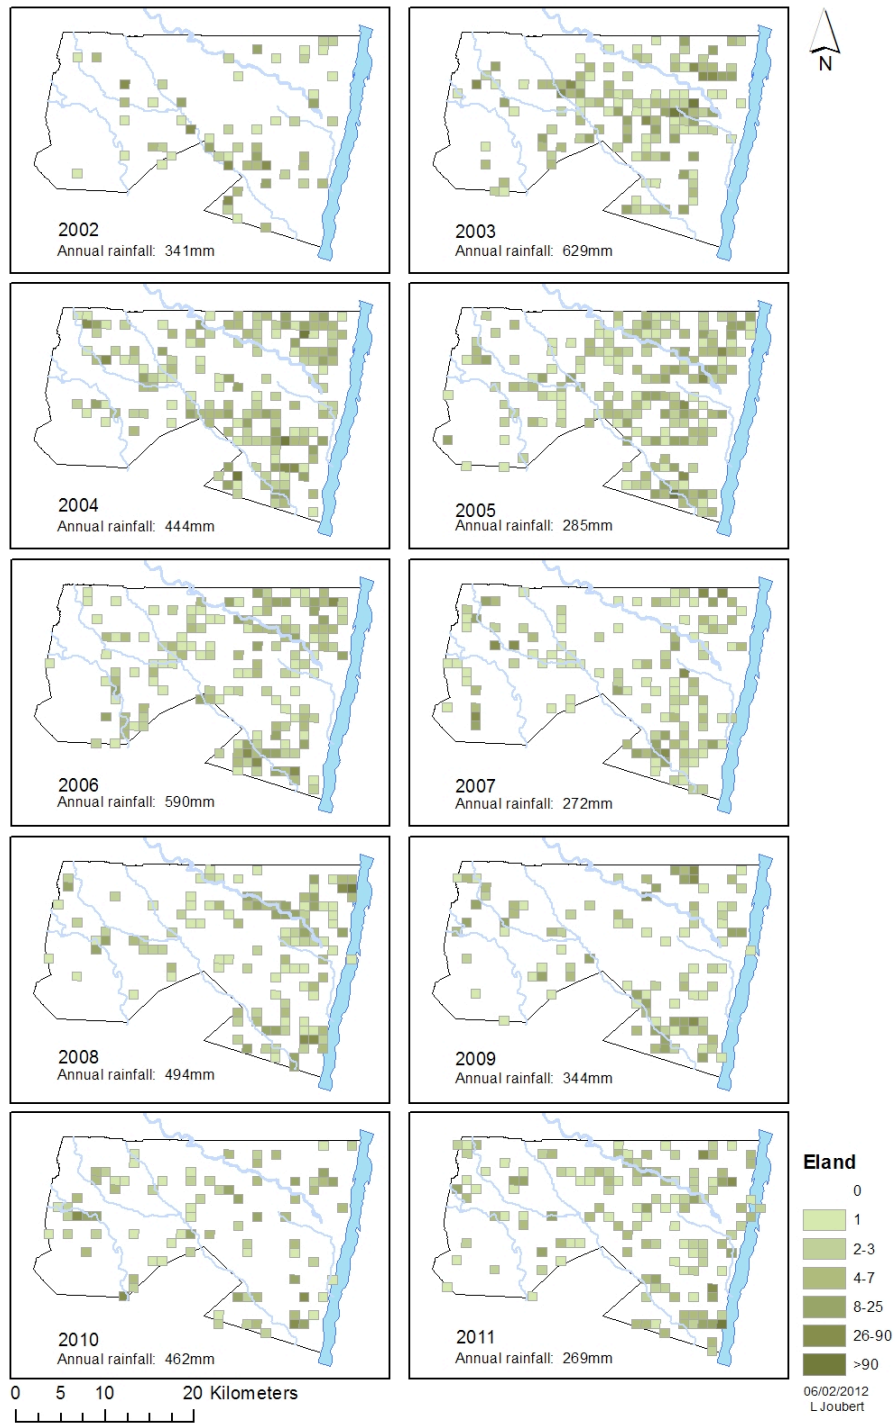 N
2002
Annual rainfall: 341mm
2003
Annual rainfall: 629mm
2004
Annual rainfall: 444mm
2005
Annual rainfall: 285mm
2006
Annual rainfall: 590mm
2007
Annual rainfall: 272mm
2008
Annual rainfall: 494mm
2009
Annual rainfall: 344mm
2010
Annual rainfall: 462mm
2011
Annual rainfall: 269mm
Eland
0
1
2-3
4-7
8-25
26-90
>90
06/02/2012
L Joubert
0 5 10 20 Kilometers